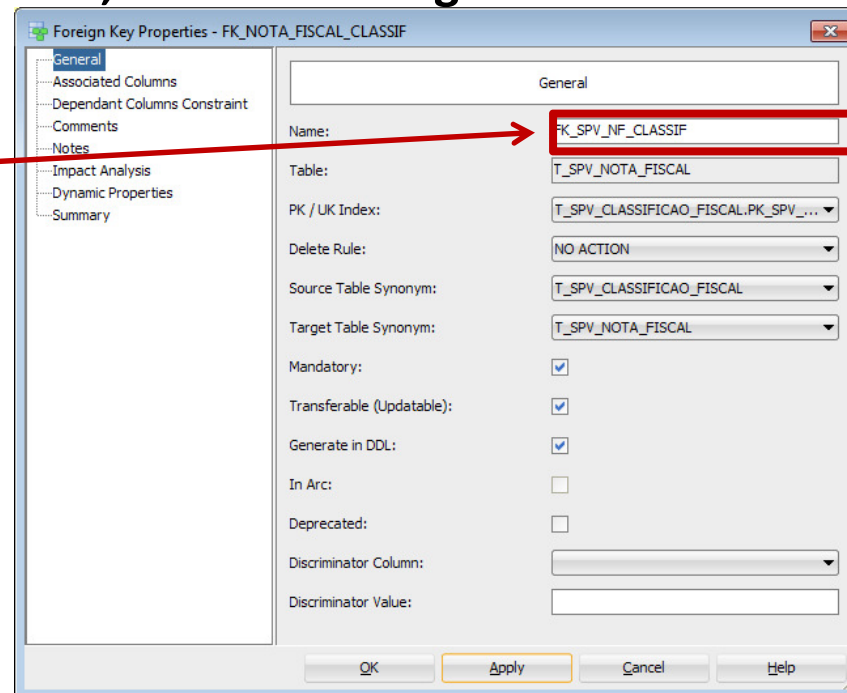 Foreign Key Properties - FK_NOTA_FISCAL_CLASSIF
General
Associated Columns
Dependant Columns Constraint
Comments
Notes
Impact Analysis
Dynamic Properties
Summary
General
Name: FK_SPV_NF_CLASSIF
Table: T_SPV_NOTA_FISCAL
PK / UK Index: T_SPV_CLASSIFICAO_FISCAL.PK_SPV_...
Delete Rule: NO ACTION
Source Table Synonym: T_SPV_CLASSIFICAO_FISCAL
Target Table Synonym: T_SPV_NOTA_FISCAL
Mandatory:
Transferable (Updatable):
Generate in DDL:
In Arc:
Deprecated:
Discriminator Column:
Discriminator Value:
OK Apply Cancel Help